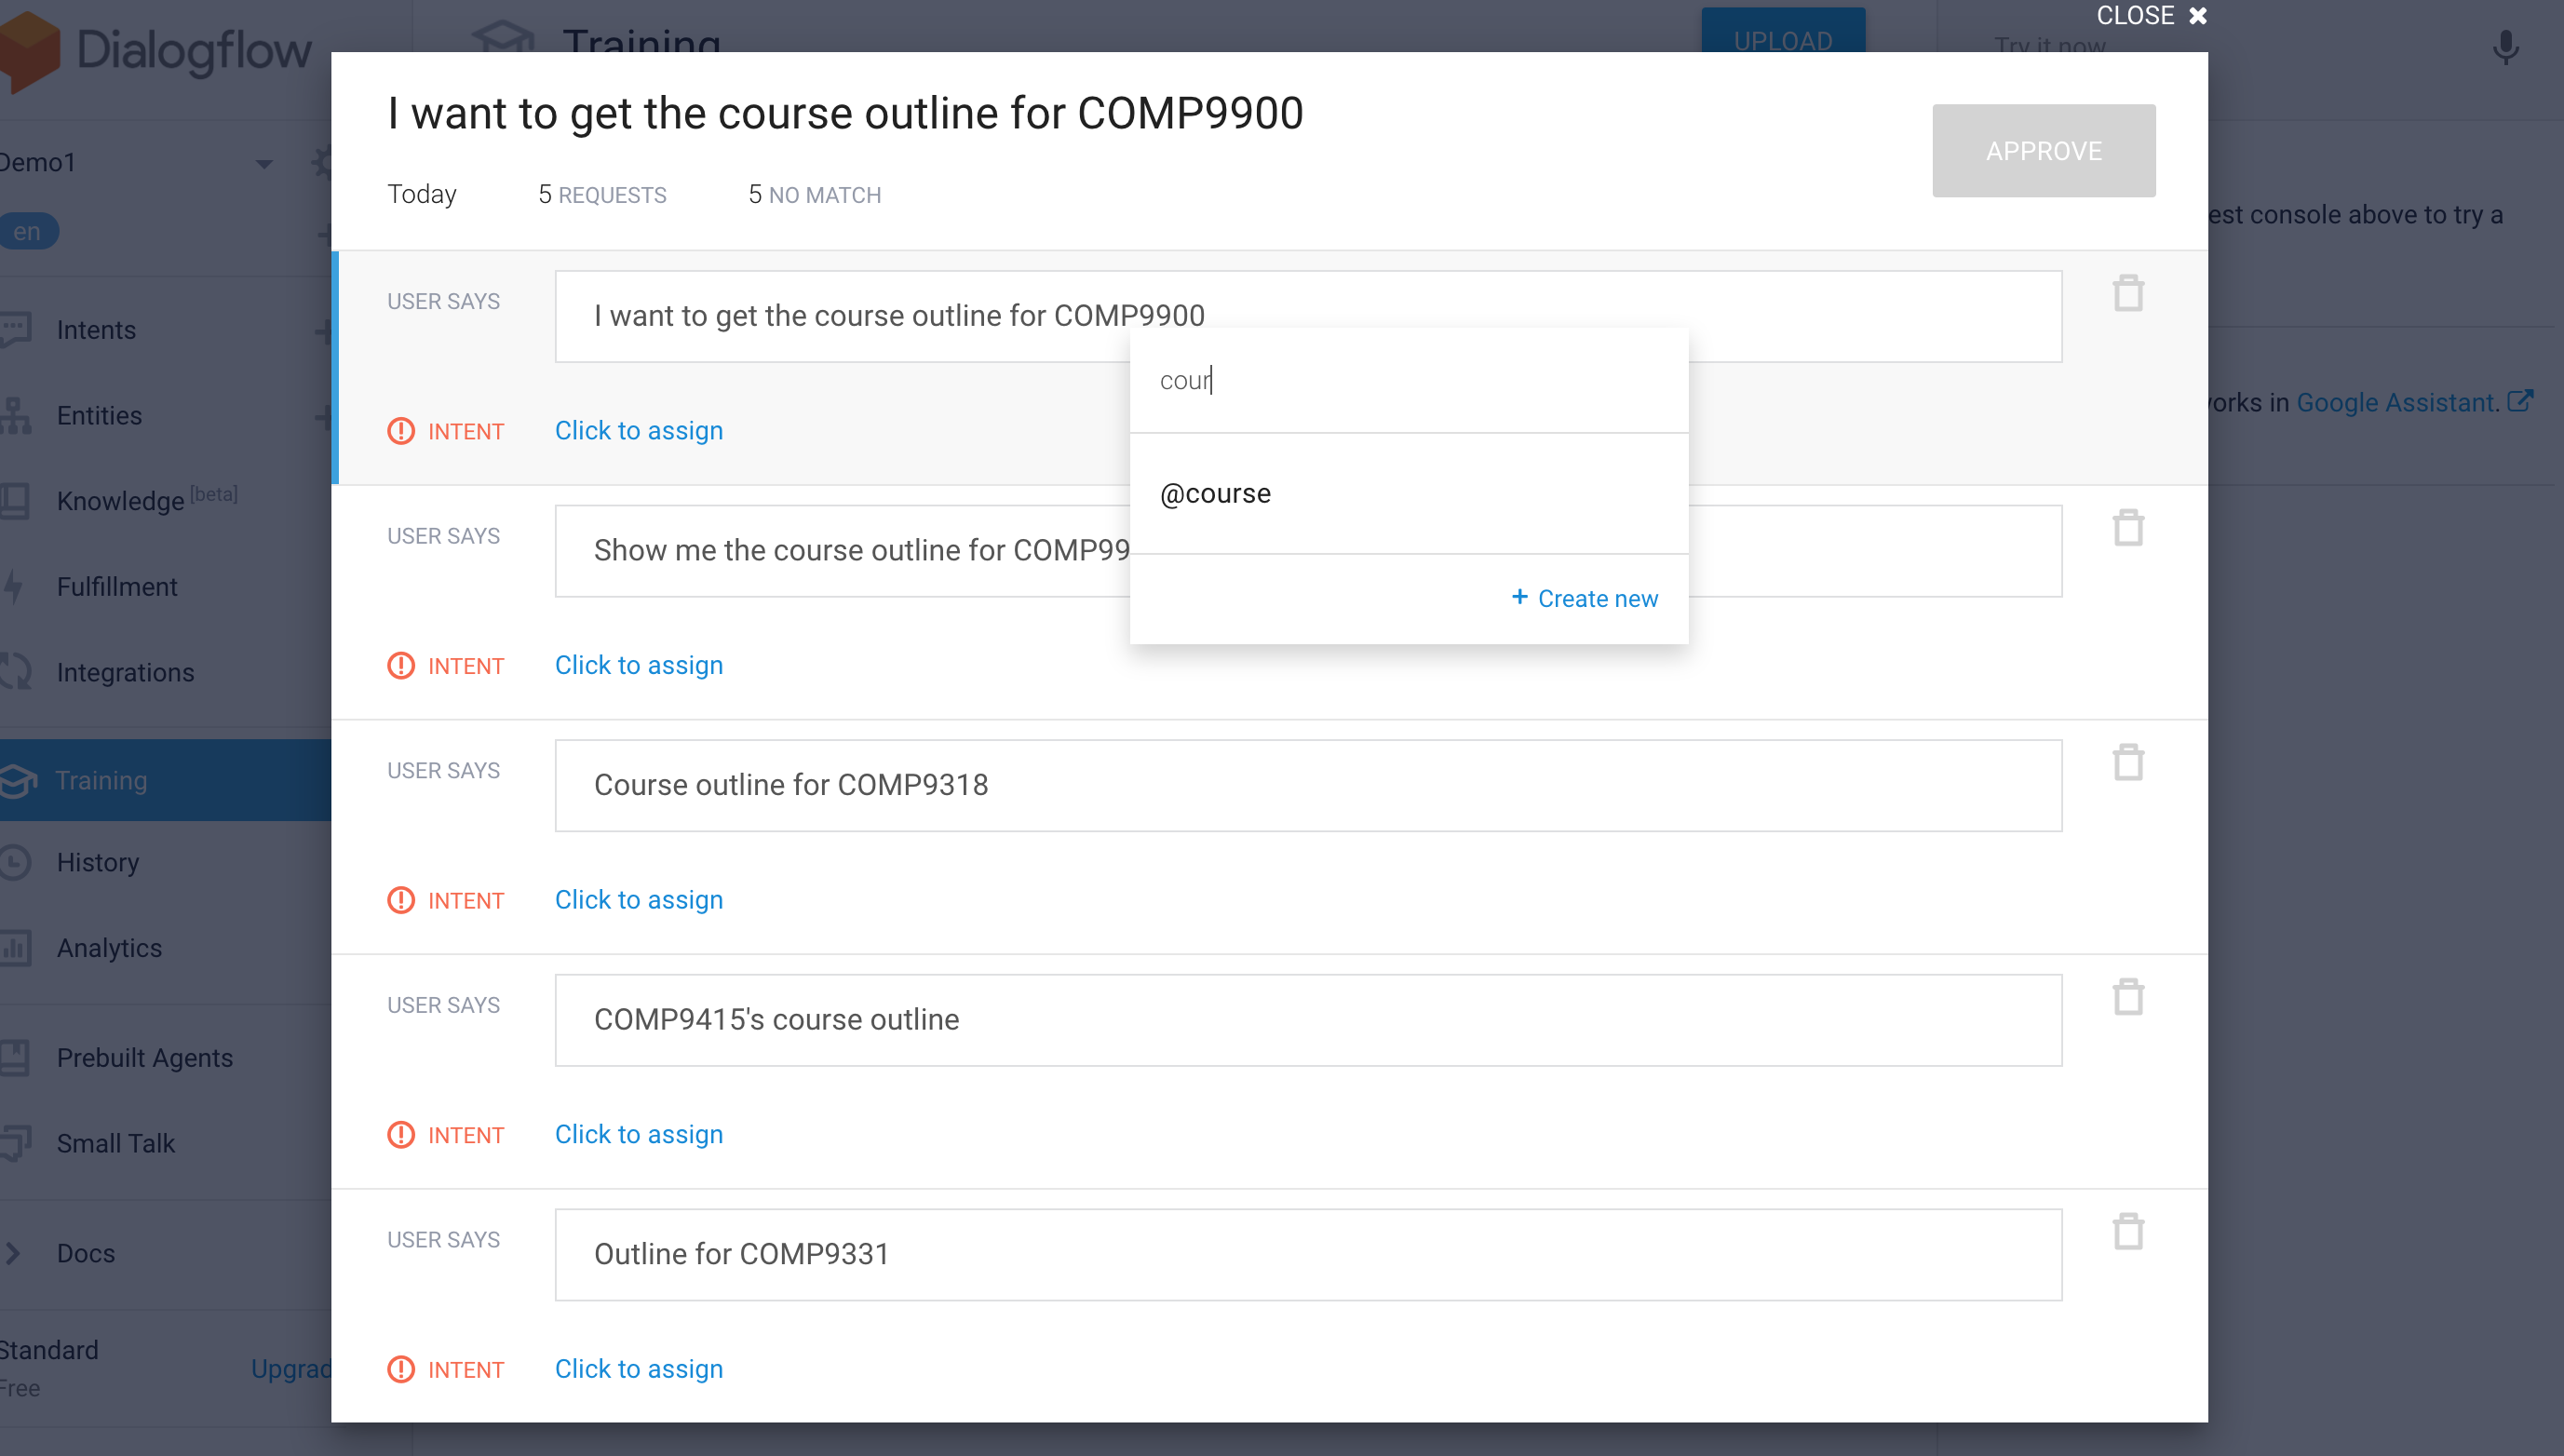 Dialogflow
Training
UPLOAD
Try it now
CLOSE
I want to get the course outline for COMP9900
APPROVE
Today 5 REQUESTS 5 NO MATCH
Demo1
en
Intents
Entities
Knowledge [beta]
Fulfillment
Integrations
Training
History
Analytics
Prebuilt Agents
Small Talk
Docs
Standard
Free
Upgrad
USER SAYS I want to get the course outline for COMP9900
INTENT Click to assign
cour
@course
+ Create new
USER SAYS Show me the course outline for COMP99
INTENT Click to assign
USER SAYS Course outline for COMP9318
INTENT Click to assign
USER SAYS COMP9415's course outline
INTENT Click to assign
USER SAYS Outline for COMP9331
INTENT Click to assign
est console above to try a
orks in Google Assistant.